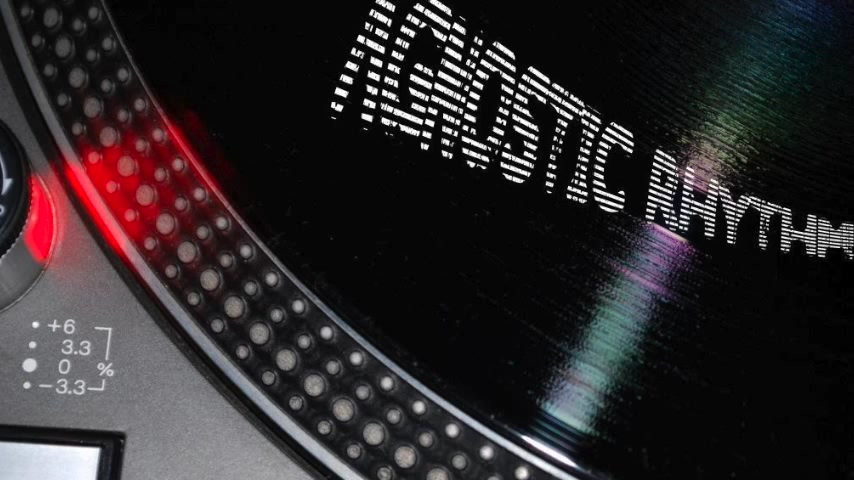 AGNOSTIC RHYTHM
+6
3.3
0 %
-3.3